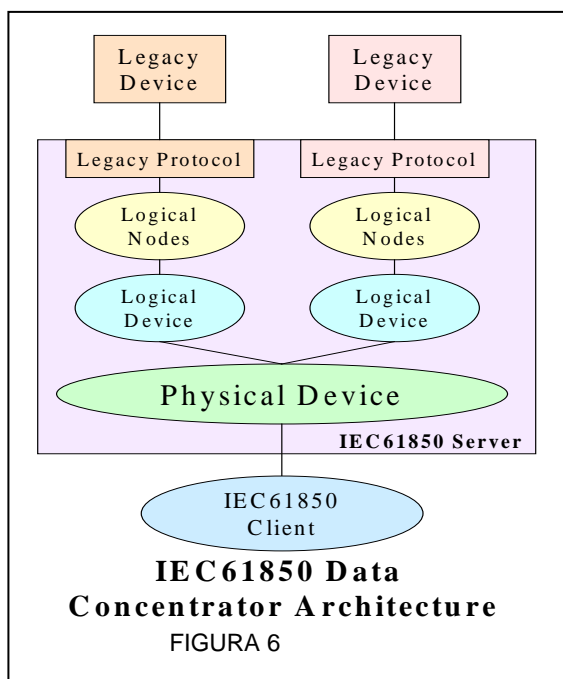 Legacy
Device
Legacy
Device
Legacy Protocol
Legacy Protocol
Logical
Nodes
Logical
Nodes
Logical
Device
Logical
Device
Physical Device
IEC61850 Server
IEC61850
Client
IEC61850 Data
Concentrator Architecture
FIGURA 6